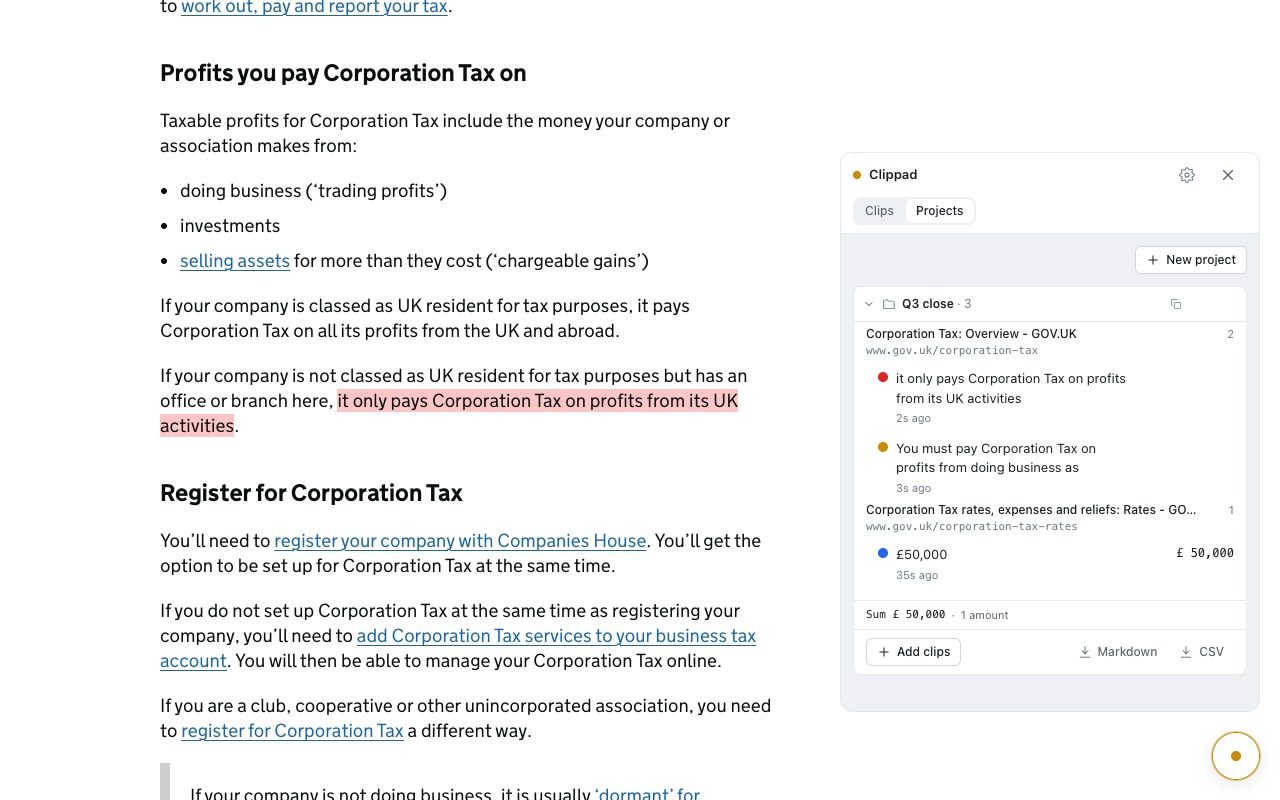 to work out, pay and report your tax.
Profits you pay Corporation Tax on
Taxable profits for Corporation Tax include the money your company or
association makes from:
• doing business (‘trading profits’)
• investments
• selling assets for more than they cost (‘chargeable gains’)
If your company is classed as UK resident for tax purposes, it pays
Corporation Tax on all its profits from the UK and abroad.
If your company is not classed as UK resident for tax purposes but has an
office or branch here, it only pays Corporation Tax on profits from its UK
activities.
Register for Corporation Tax
You’ll need to register your company with Companies House. You’ll get the
option to be set up for Corporation Tax at the same time.
If you do not set up Corporation Tax at the same time as registering your
company, you’ll need to add Corporation Tax services to your business tax
account. You will then be able to manage your Corporation Tax online.
If you are a club, cooperative or other unincorporated association, you need
to register for Corporation Tax a different way.
If your company is not doing business, it is usually ‘dormant’ for
Clippad
Clips Projects
+ New project
Q3 close · 3
Corporation Tax: Overview - GOV.UK 2
www.gov.uk/corporation-tax
it only pays Corporation Tax on profits
from its UK activities
2s ago
You must pay Corporation Tax on
profits from doing business as
3s ago
Corporation Tax rates, expenses and reliefs: Rates - GO... 1
www.gov.uk/corporation-tax-rates
£50,000 £ 50,000
35s ago
Sum £ 50,000 · 1 amount
+ Add clips Markdown CSV